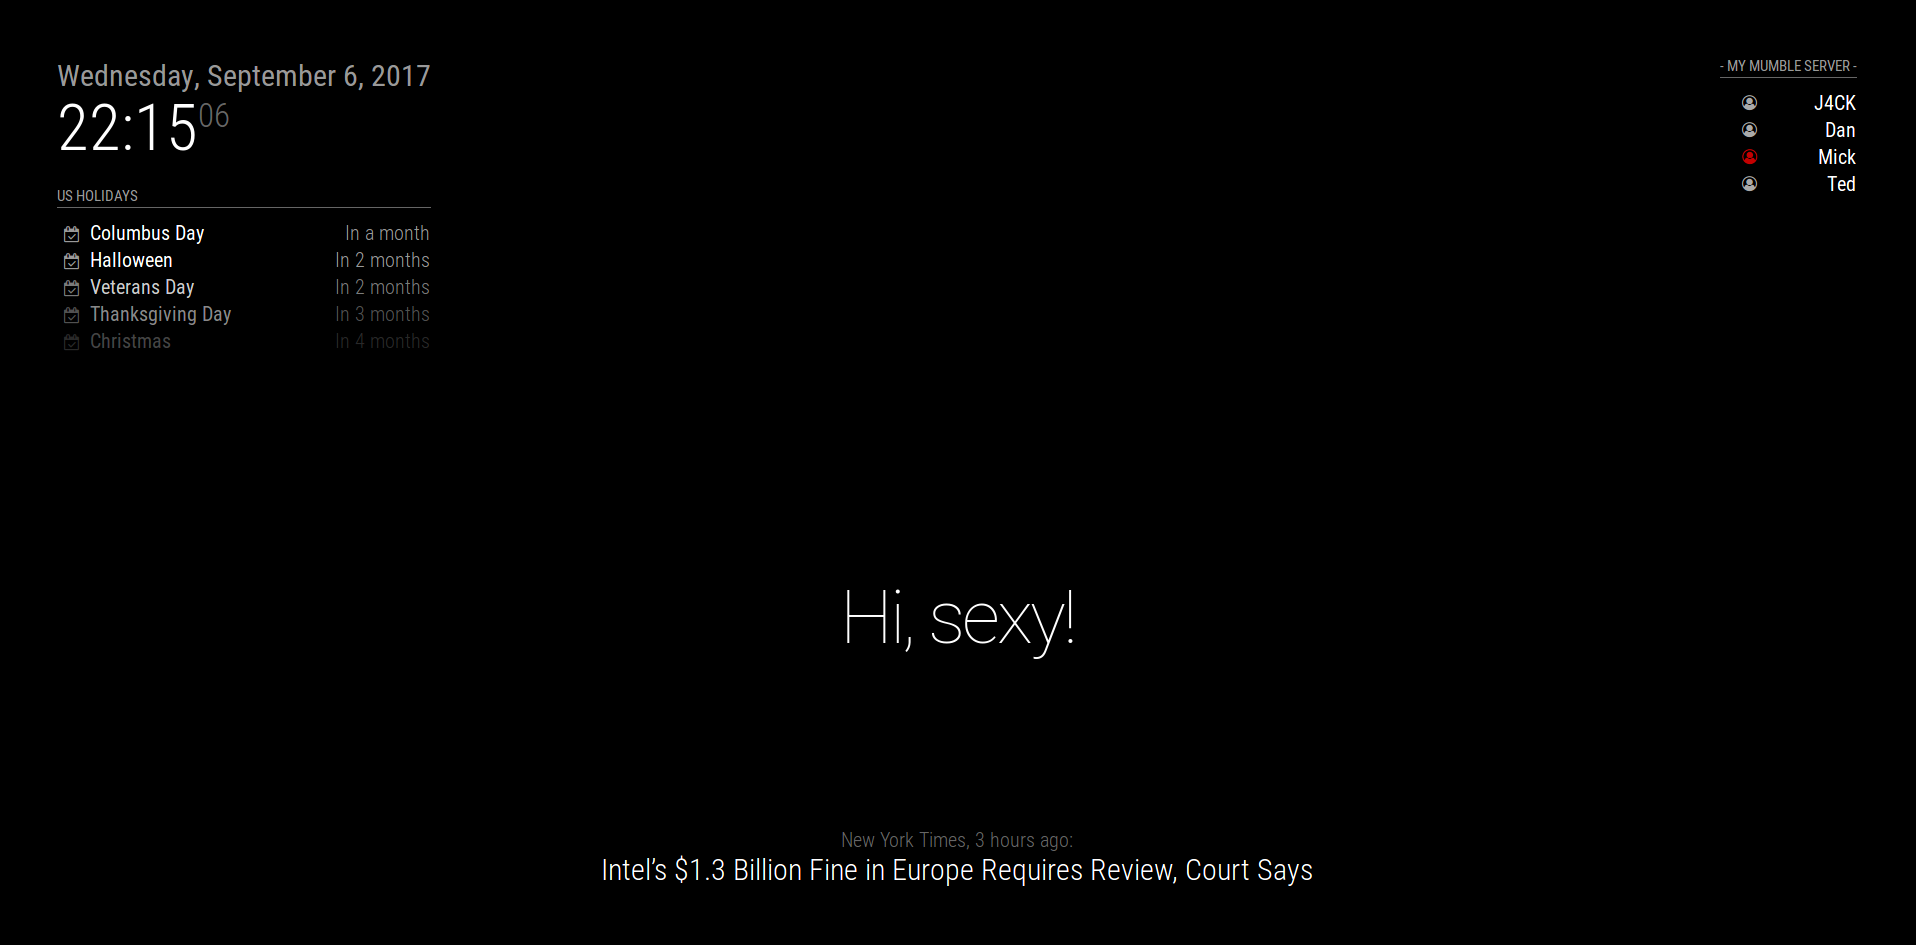 Wednesday, September 6, 2017
22:15 06
US HOLIDAYS
Columbus Day In a month
Halloween In 2 months
Veterans Day In 2 months
Thanksgiving Day In 3 months
Christmas In 4 months
- MY MUMBLE SERVER -
J4CK
Dan
Mick
Ted
Hi, sexy!
New York Times, 3 hours ago:
Intel’s $1.3 Billion Fine in Europe Requires Review, Court Says